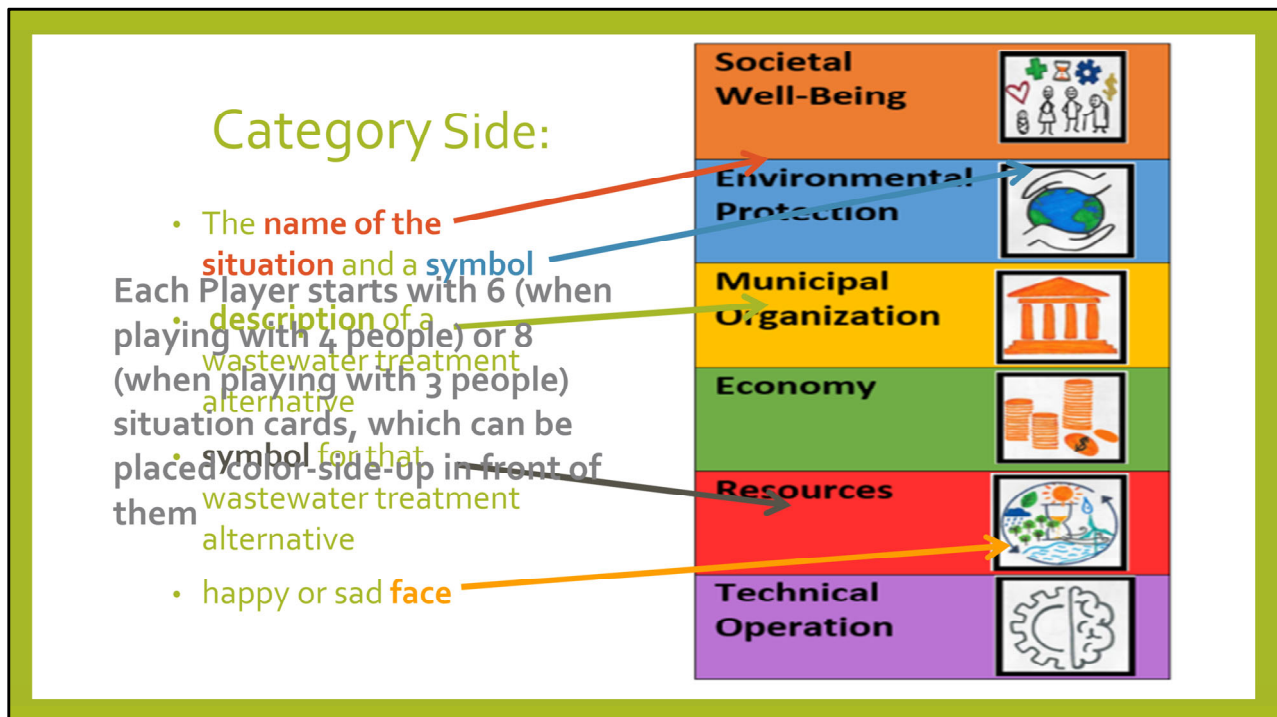 Category Side:
• The name of the
situation and a symbol
• description of a
wastewater treatment
alternative
• symbol for that
wastewater treatment
alternative
• happy or sad face
Each Player starts with 6 (when
playing with 4 people) or 8
(when playing with 3 people)
situation cards, which can be
placed color-side-up in front of
them
Societal
Well-Being
Environmental
Protection
Municipal
Organization
Economy
Resources
Technical
Operation